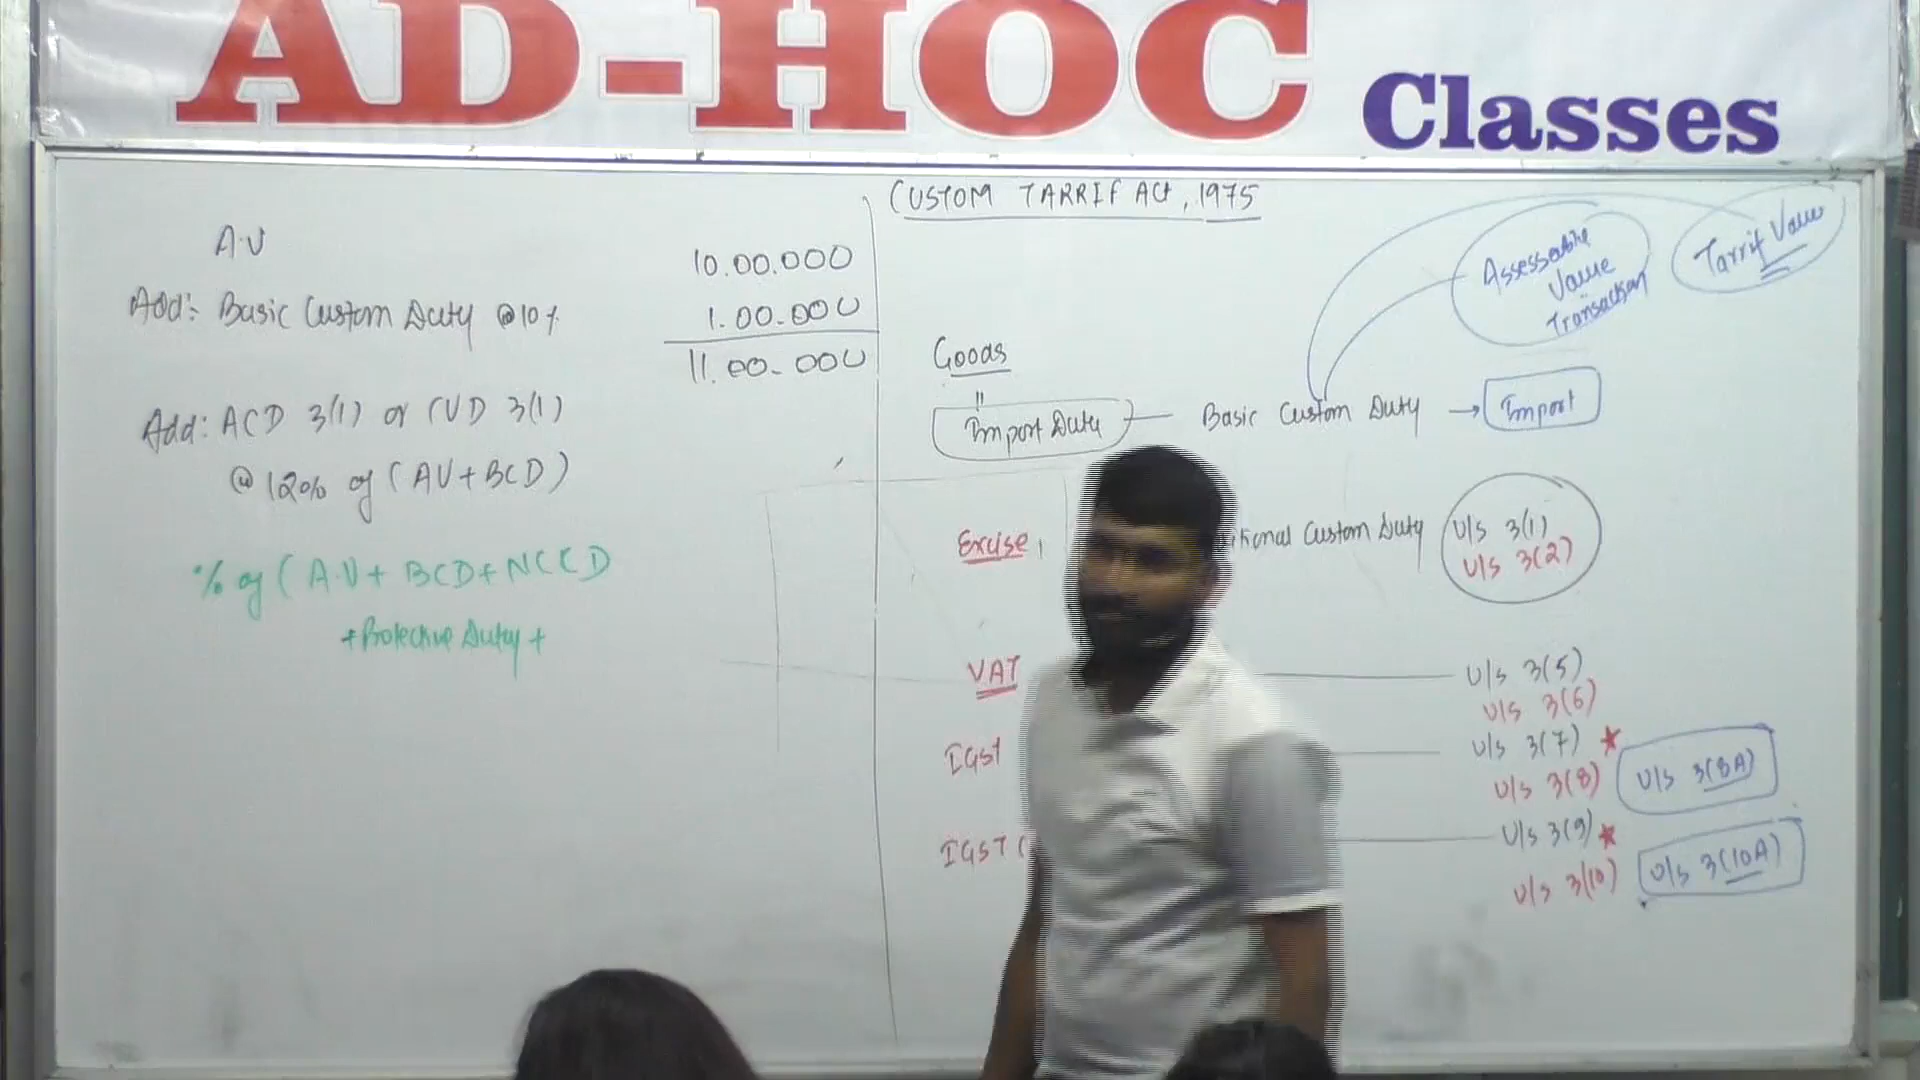 AD-HOC Classes
CUSTOM TARRIF ACT, 1975
A.V 10.00.000
Add: Basic Custom Duty @10% 1.00.000
11.00.000
Add: ACD 3(1) or CVD 3(1)
@ 12% of (AV+BCD)
% of (A.V+ BCD+NCCD
+Protective Duty +
Assessable
Value
Transaction
Tarrif Value
Goods
Import Duty
Basic Custom Duty → Import
Excise,
tional Custom Duty
U/s 3(1)
U/s 3(2)
VAT
U/s 3(5)
U/s 3(6)
IGST
U/s 3(7)
U/s 3(8)
U/s 3(8A)
IGST (
U/s 3(9)
U/s 3(10)
U/s 3(10A)